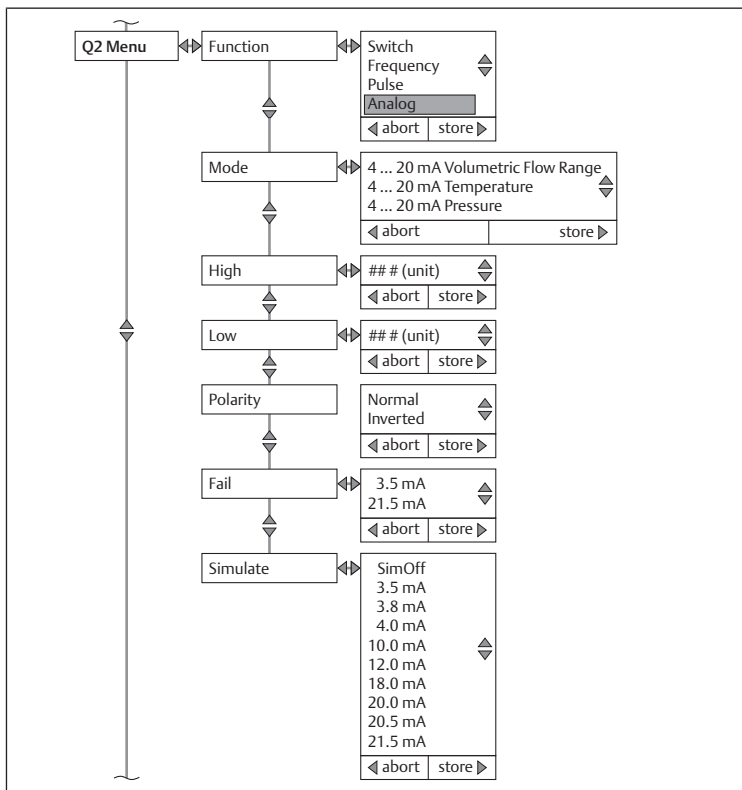 Q2 Menu
Function
Switch
Frequency
Pulse
Analog
abort store
Mode
4 ... 20 mA Volumetric Flow Range
4 ... 20 mA Temperature
4 ... 20 mA Pressure
abort store
High
## # (unit)
abort store
Low
## # (unit)
abort store
Polarity
Normal
Inverted
abort store
Fail
3.5 mA
21.5 mA
abort store
Simulate
SimOff
3.5 mA
3.8 mA
4.0 mA
10.0 mA
12.0 mA
18.0 mA
20.0 mA
20.5 mA
21.5 mA
abort store